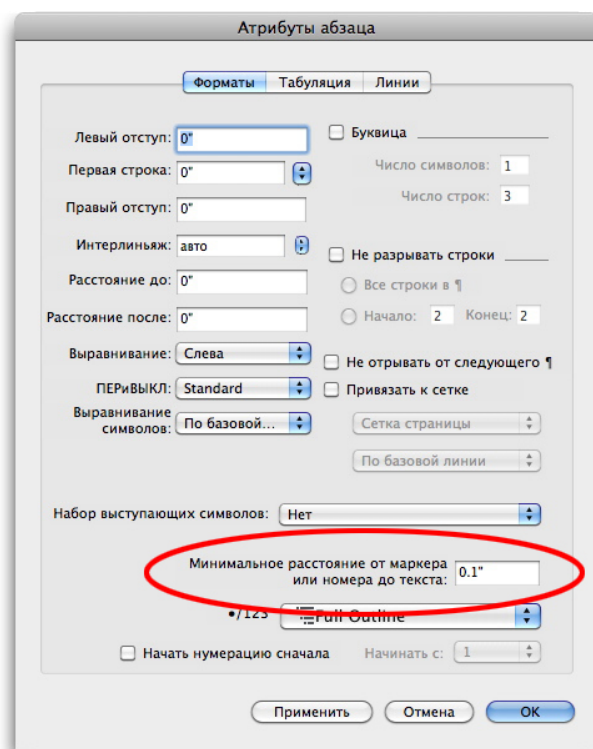 Атрибуты абзаца
Форматы Табуляция Линии
Левый отступ: 0"
Первая строка: 0"
Правый отступ: 0"
Интерлиньяж: авто
Расстояние до: 0"
Расстояние после: 0"
Выравнивание: Слева
ПЕРиВЫКЛ: Standard
Выравнивание
символов: По базовой...
Буквица
Число символов: 1
Число строк: 3
Не разрывать строки
Все строки в ¶
Начало: 2 Конец: 2
Не отрывать от следующего ¶
Привязать к сетке
Сетка страницы
По базовой линии
Набор выступающих символов: Нет
Минимальное расстояние от маркера
или номера до текста: 0.1"
•/123 Full Outline
Начать нумерацию сначала Начинать с: 1
Применить Отмена OK